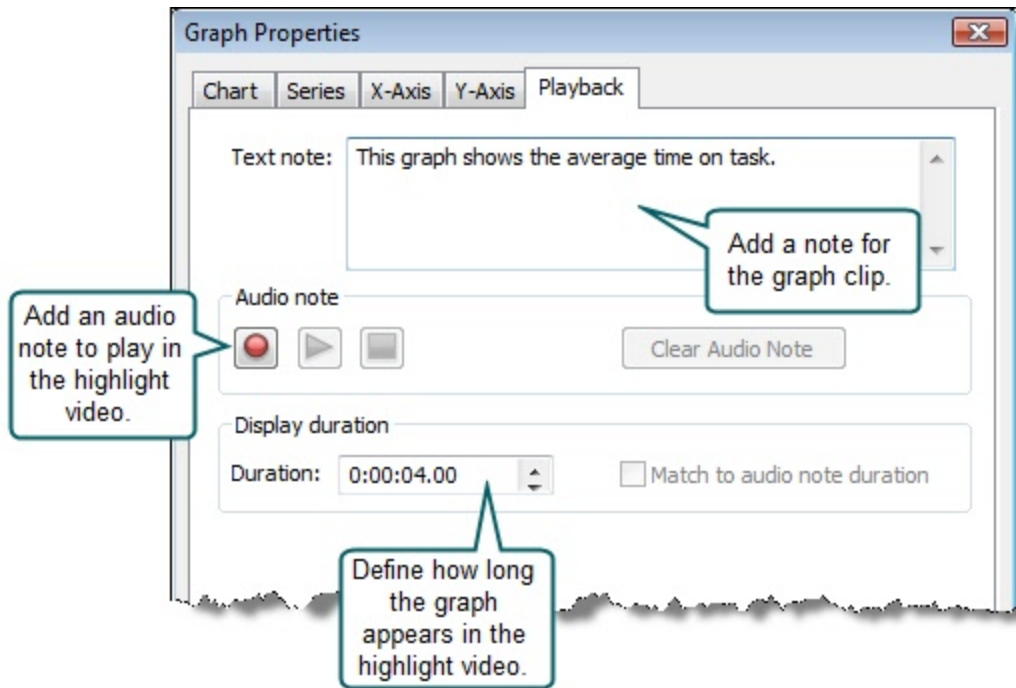 Graph Properties
Chart Series X-Axis Y-Axis Playback
Text note: This graph shows the average time on task.
Add a note for
the graph clip.
Audio note
Add an audio
note to play in
the highlight
video.
Clear Audio Note
Display duration
Duration: 0:00:04.00 Match to audio note duration
Define how long
the graph
appears in the
highlight video.